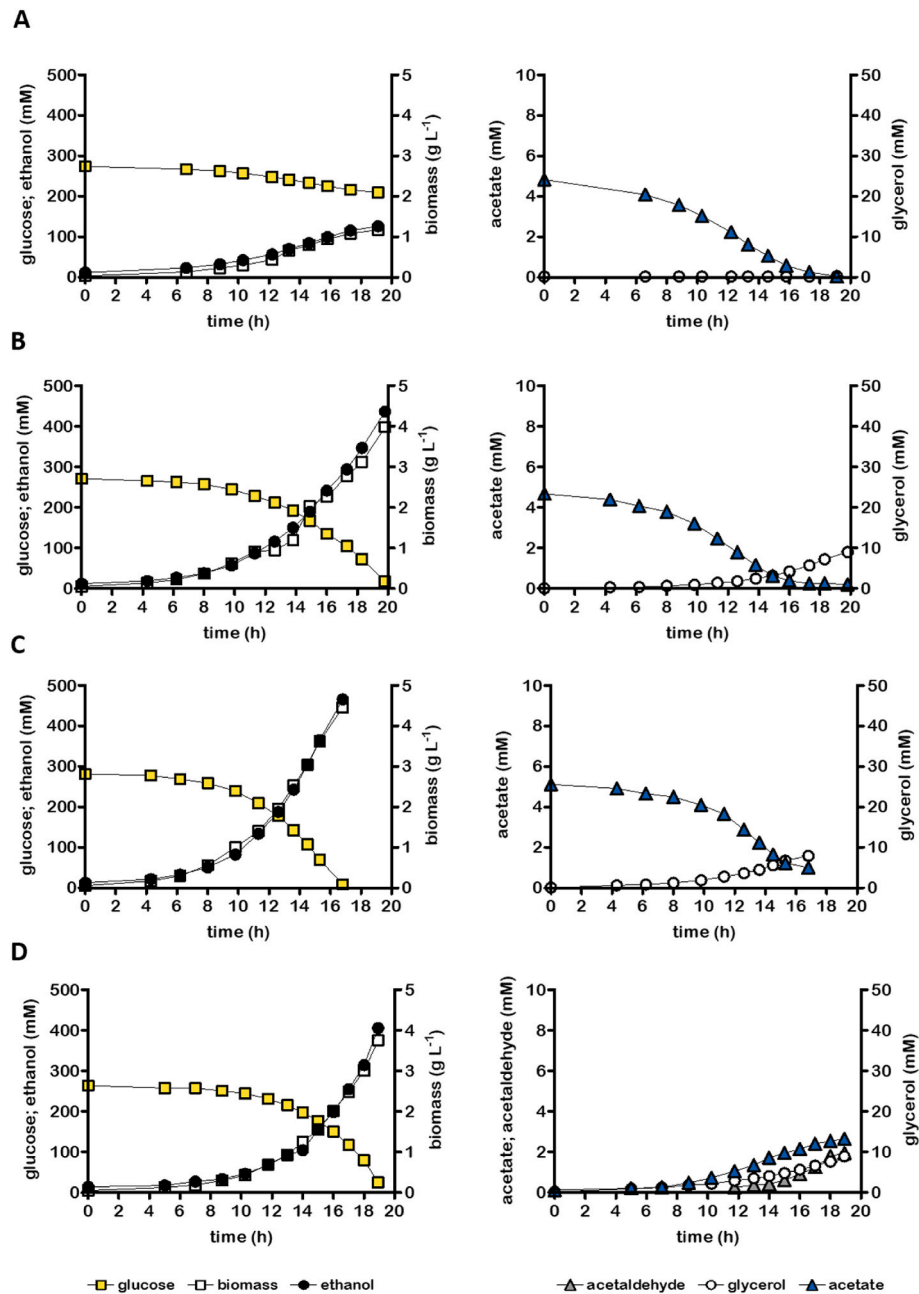 A
500
400
300
200
100
0
glucose; ethanol (mM)
5
4
3
2
1
0
biomass (g L-1)
0 2 4 6 8 10 12 14 16 18 20
time (h)
10
8
6
4
2
0
acetate (mM)
50
40
30
20
10
0
glycerol (mM)
0 2 4 6 8 10 12 14 16 18 20
time (h)
B
500
400
300
200
100
0
glucose; ethanol (mM)
5
4
3
2
1
0
biomass (g L-1)
0 2 4 6 8 10 12 14 16 18 20
time (h)
10
8
6
4
2
0
acetate (mM)
50
40
30
20
10
0
glycerol (mM)
0 2 4 6 8 10 12 14 16 18 20
time (h)
C
500
400
300
200
100
0
glucose; ethanol (mM)
5
4
3
2
1
0
biomass (g L-1)
0 2 4 6 8 10 12 14 16 18 20
time (h)
10
8
6
4
2
0
acetate (mM)
50
40
30
20
10
0
glycerol (mM)
0 2 4 6 8 10 12 14 16 18 20
time (h)
D
500
400
300
200
100
0
glucose; ethanol (mM)
5
4
3
2
1
0
biomass (g L-1)
0 2 4 6 8 10 12 14 16 18 20
time (h)
10
8
6
4
2
0
acetate; acetaldehyde (mM)
50
40
30
20
10
0
glycerol (mM)
0 2 4 6 8 10 12 14 16 18 20
time (h)
glucose biomass ethanol
acetaldehyde glycerol acetate